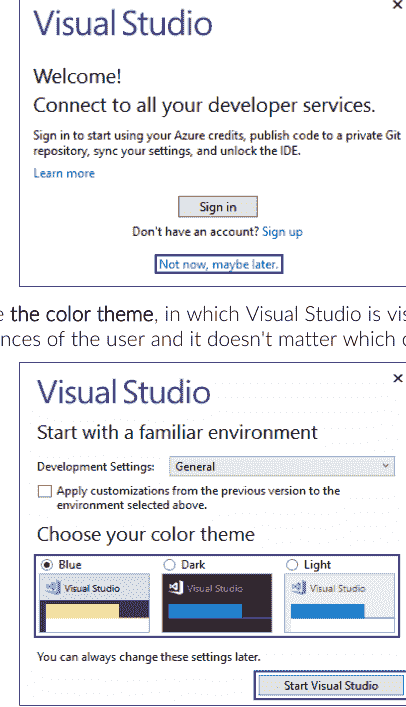 Visual Studio
Welcome!
Connect to all your developer services.
Sign in to start using your Azure credits, publish code to a private Git
repository, sync your settings, and unlock the IDE.
Learn more
Sign in
Don't have an account? Sign up
Not now, maybe later.
the color theme, in which Visual Studio is
of the user and it doesn't matter which
Visual Studio
Start with a familiar environment
Development Settings: General
Apply customizations from the previous version to the
environment selected above.
Choose your color theme
Blue Dark Light
Visual Studio Visual Studio Visual Studio
You can always change these settings later.
Start Visual Studio